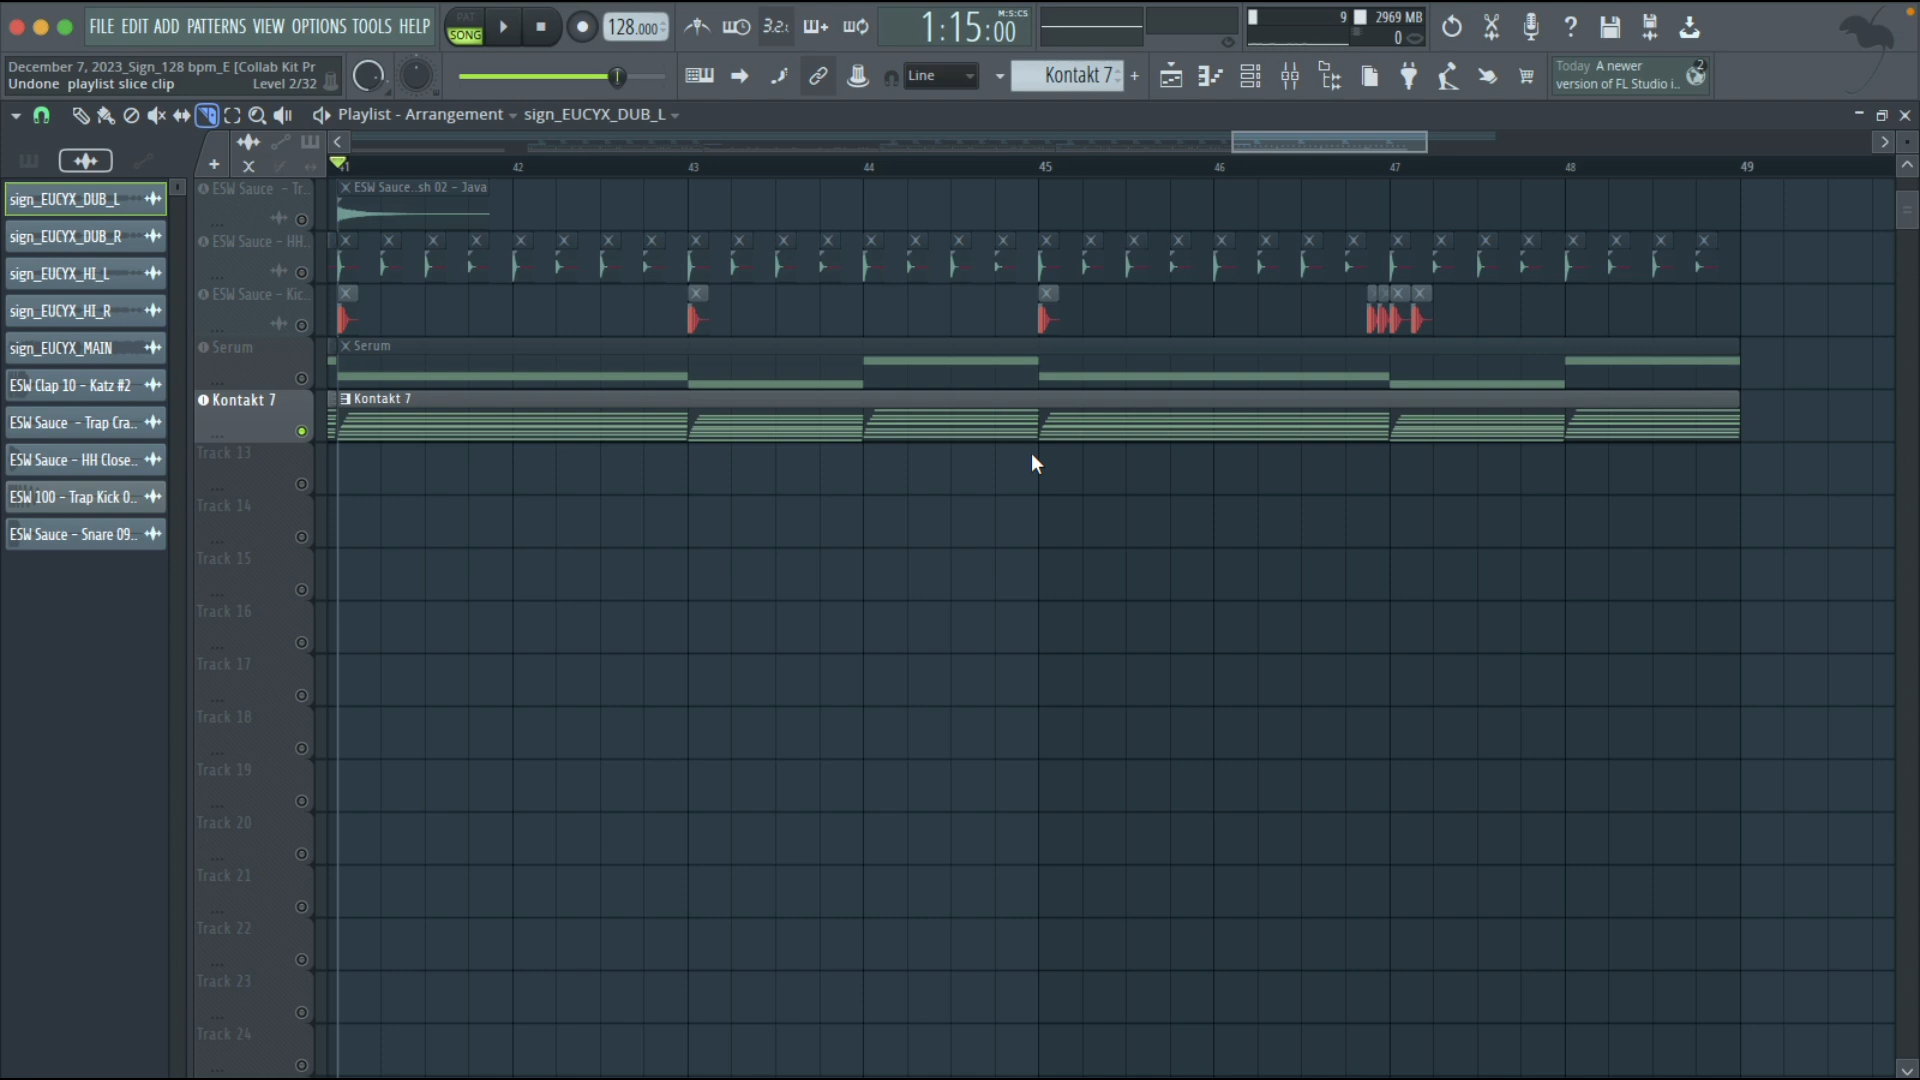 FILE EDIT ADD PATTERNS VIEW OPTIONS TOOLS HELP
PAT
SONG
128.000
3.2.
1:15:00
M:S:CS
9
2969 MB
0
?
December 7, 2023_Sign_128 bpm_E [Collab Kit Pr
Undone playlist slice clip
Level 2/32
Line
Kontakt 7
+
Today A newer
version of FL Studio i..
2
Playlist - Arrangement
sign_EUCYX_DUB_L
41
42
43
44
45
46
47
48
49
sign_EUCYX_DUB_L
sign_EUCYX_DUB_R
sign_EUCYX_HI_L
sign_EUCYX_HI_R
sign_EUCYX_MAIN
ESW Clap 10 - Katz #2
ESW Sauce - Trap Cra..
ESW Sauce - HH Close..
ESW 100 - Trap Kick 0..
ESW Sauce - Snare 09..
ESW Sauce - Tr..
ESW Sauce..sh 02 - Java
ESW Sauce - HH..
ESW Sauce - Kic..
Serum
Serum
Kontakt 7
Kontakt 7
Track 13
Track 14
Track 15
Track 16
Track 17
Track 18
Track 19
Track 20
Track 21
Track 22
Track 23
Track 24